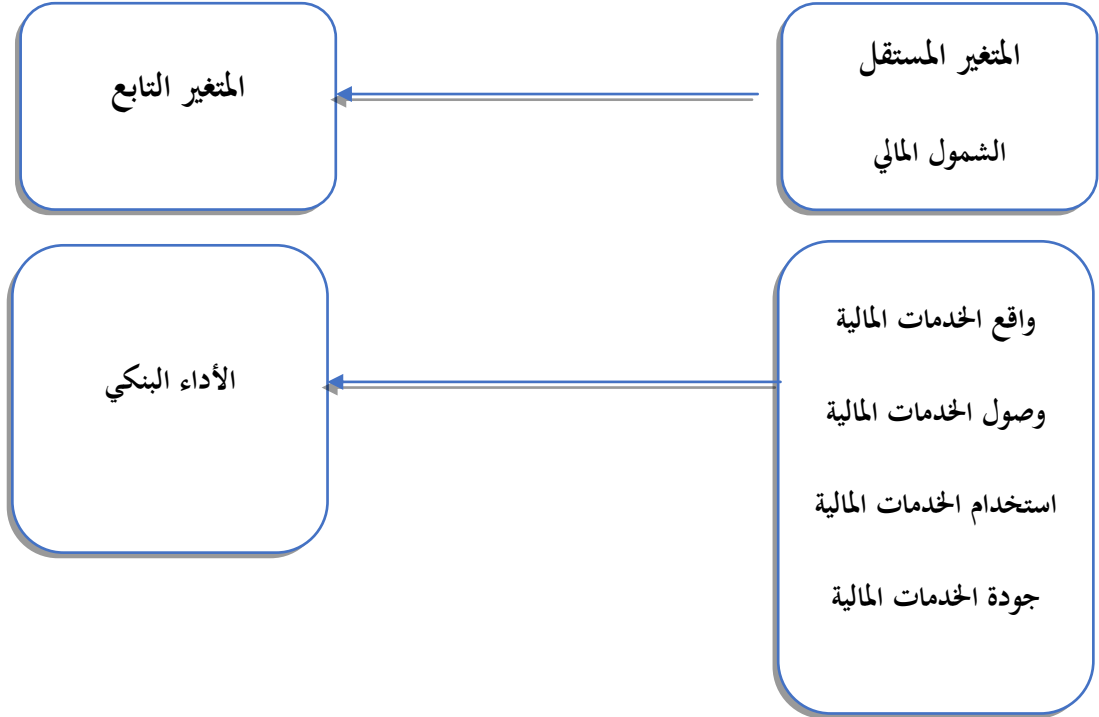 المتغير المستقل
الشمول المالي
المتغير التابع
واقع الخدمات المالية
وصول الخدمات المالية
استخدام الخدمات المالية
جودة الخدمات المالية
الأداء البنكي